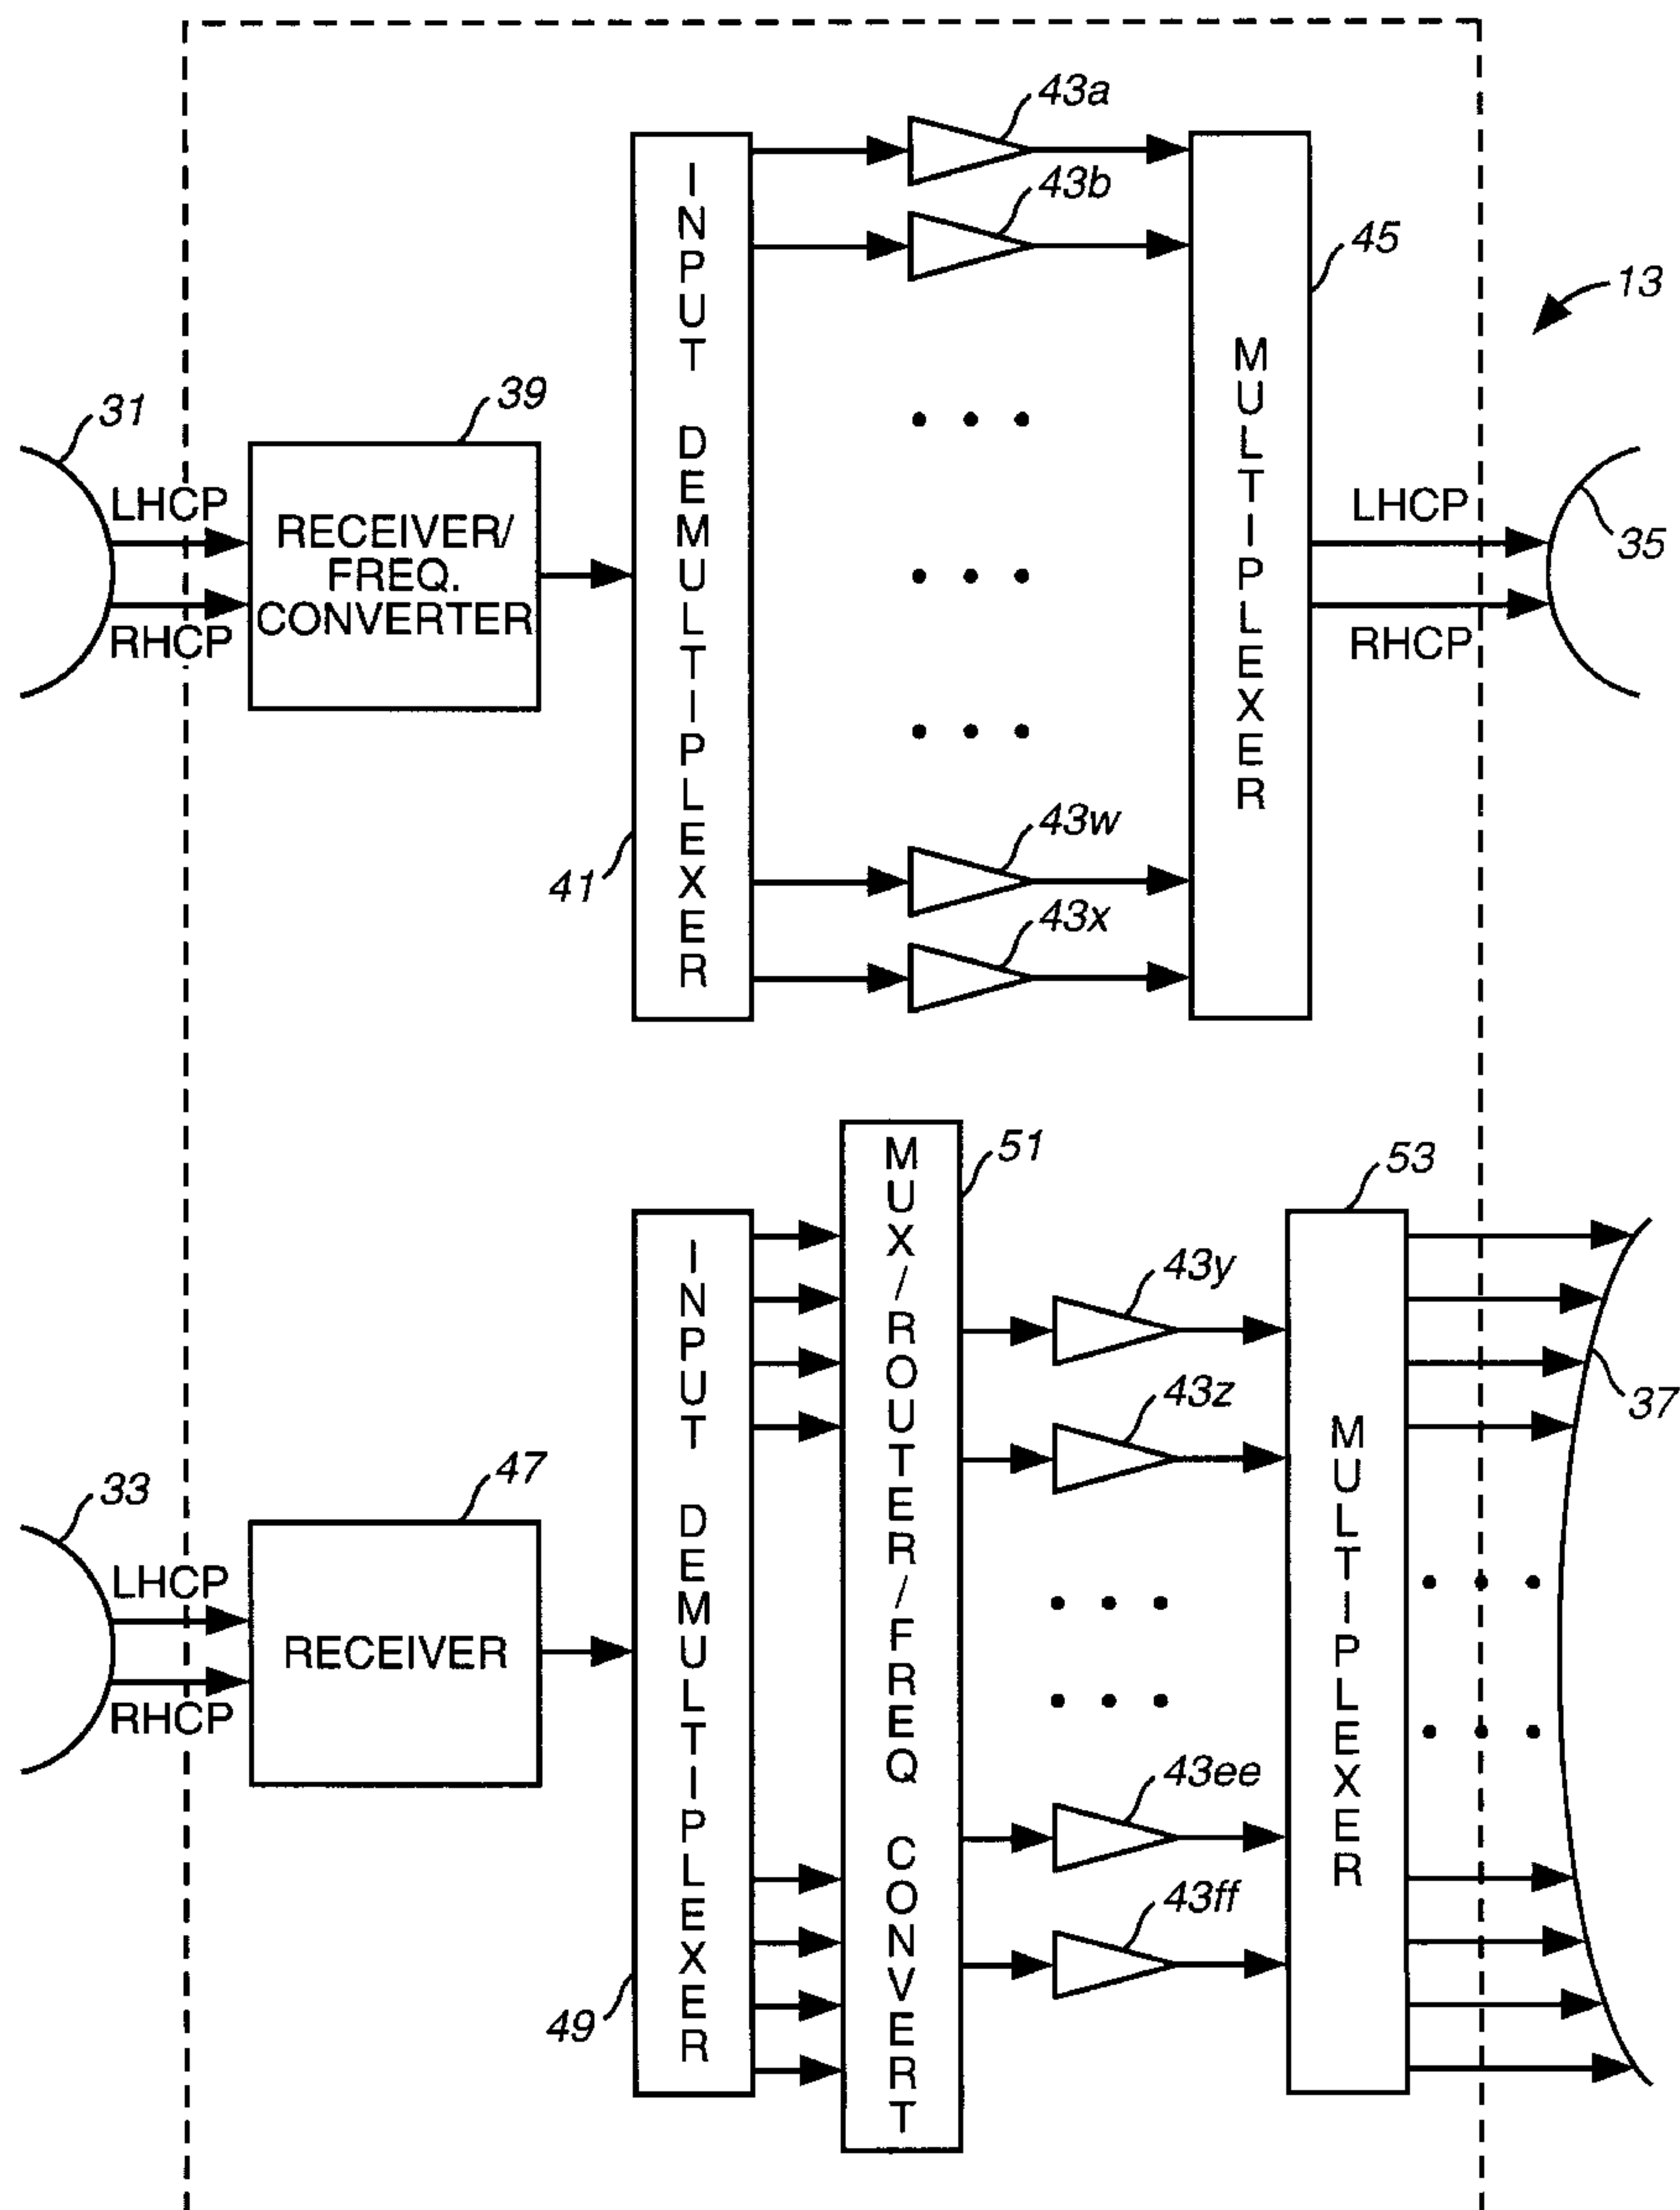 43a
43b
45
13
31
39
LHCP
RHCP
RECEIVER/
FREQ.
CONVERTER
INPUT DEMULTIPLEXER
41
43w
43x
MULTIPLEXER
LHCP
RHCP
35
51
53
43y
43z
37
33
47
LHCP
RHCP
RECEIVER
INPUT DEMULTIPLEXER
49
MUX/ROUTER/FREQ CONVERT
43ee
43ff
MULTIPLEXER